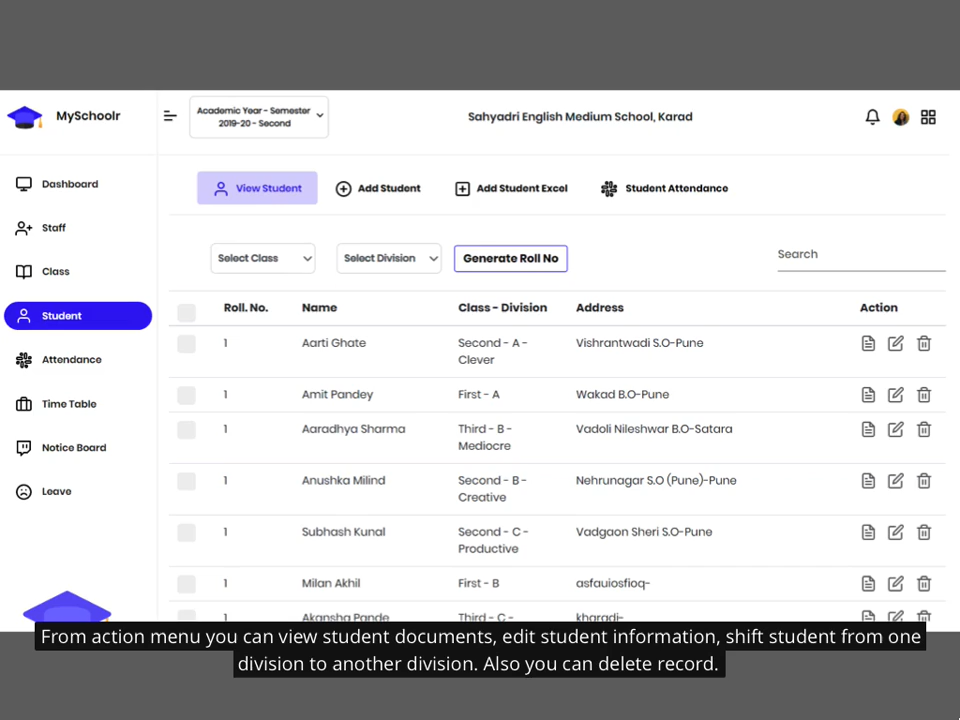 MySchoolr
Academic Year - Semester
2019-20 - Second
Sahyadri English Medium School, Karad
Dashboard
Staff
Class
Student
Attendance
Time Table
Notice Board
Leave
View Student
Add Student
Add Student Excel
Student Attendance
Select Class
Select Division
Generate Roll No
Search
Roll. No. Name Class - Division Address Action
1 Aarti Ghate Second - A - Vishrantwadi S.O-Pune
Clever
1 Amit Pandey First - A Wakad B.O-Pune
1 Aaradhya Sharma Third - B - Vadoli Nileshwar B.O-Satara
Mediocre
1 Anushka Milind Second - B - Nehrunagar S.O (Pune)-Pune
Creative
1 Subhash Kunal Second - C - Vadgaon Sheri S.O-Pune
Productive
1 Milan Akhil First - B asfauiosfioq-
1 Akansha Pande Third - C - kharadi-
From action menu you can view student documents, edit student information, shift student from one
division to another division. Also you can delete record.